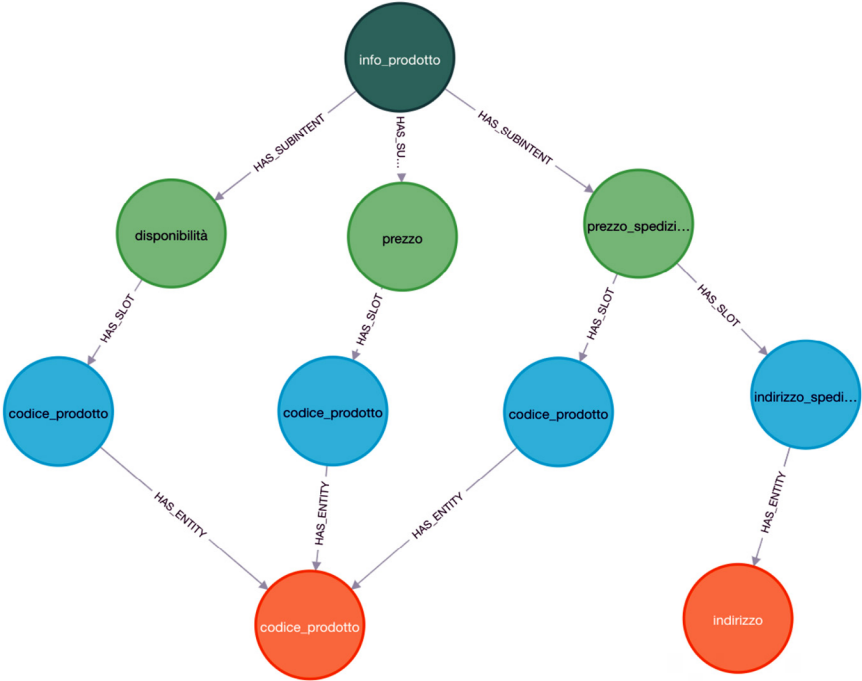 info_prodotto
HAS_SUBINTENT
HAS_SU...
HAS_SUBINTENT
disponibilità
prezzo
prezzo_spedizi...
HAS_SLOT
HAS_SLOT
HAS_SLOT
HAS_SLOT
codice_prodotto
codice_prodotto
codice_prodotto
indirizzo_spedi...
HAS_ENTITY
HAS_ENTITY
HAS_ENTITY
HAS_ENTITY
codice_prodotto
indirizzo